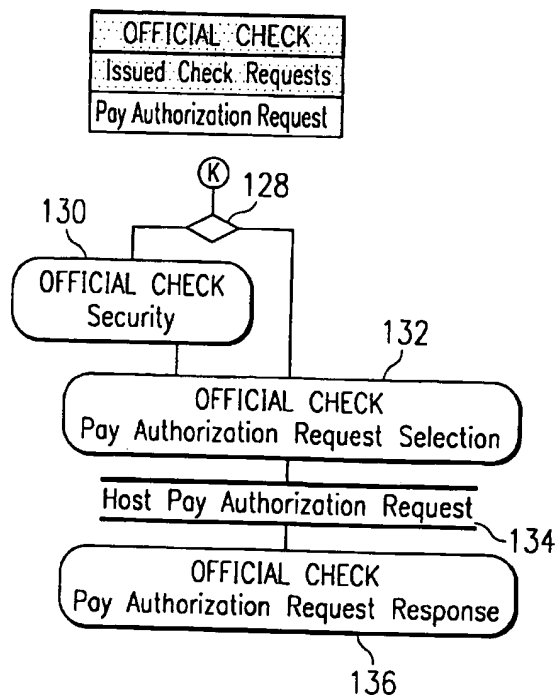 OFFICIAL CHECK
Issued Check Requests
Pay Authorization Request
K
128
130
OFFICIAL CHECK
Security
132
OFFICIAL CHECK
Pay Authorization Request Selection
Host Pay Authorization Request
134
OFFICIAL CHECK
Pay Authorization Request Response
136